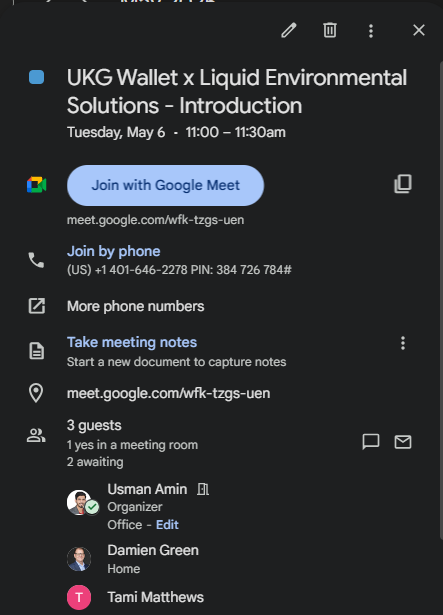 UKG Wallet x Liquid Environmental
Solutions - Introduction
Tuesday, May 6 · 11:00 – 11:30am
Join with Google Meet
meet.google.com/wfk-tzgs-uen
Join by phone
(US) +1 401-646-2278 PIN: 384 726 784#
More phone numbers
Take meeting notes
Start a new document to capture notes
meet.google.com/wfk-tzgs-uen
3 guests
1 yes in a meeting room
2 awaiting
Usman Amin
Organizer
Office - Edit
Damien Green
Home
T
Tami Matthews